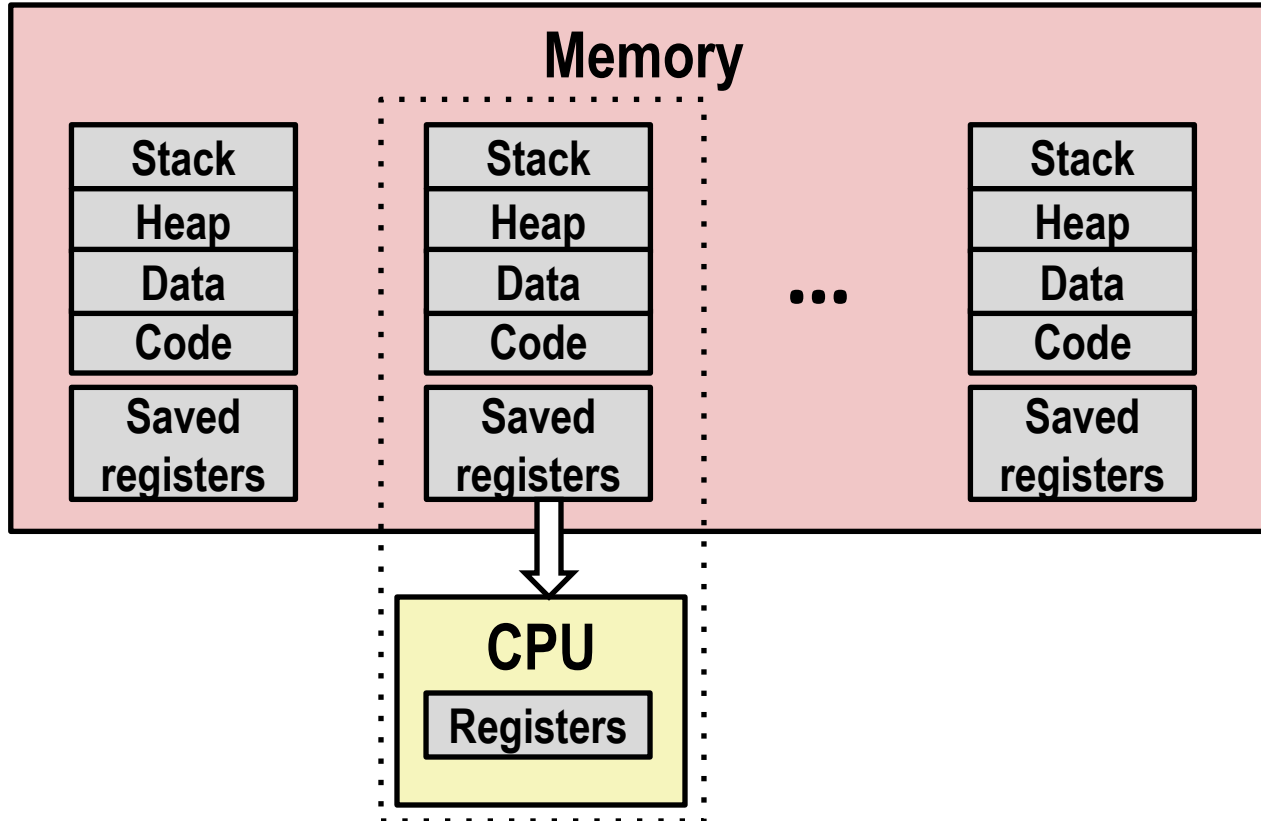 Memory
Stack
Heap
Data
Code
Saved
registers
Stack
Heap
Data
Code
Saved
registers
...
Stack
Heap
Data
Code
Saved
registers
CPU
Registers